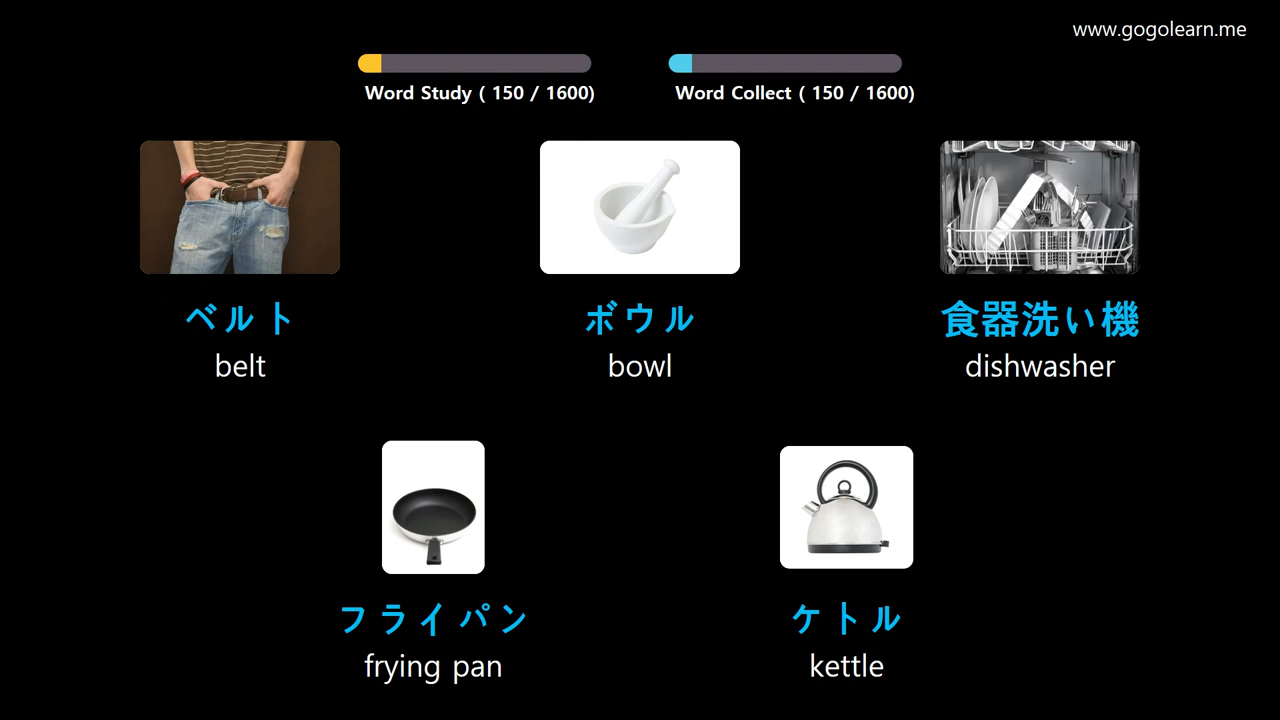 www.gogolearn.me
Word Study ( 150 / 1600)
Word Collect ( 150 / 1600)
ベルト
belt
ボウル
bowl
食器洗い機
dishwasher
フライパン
frying pan
ケトル
kettle